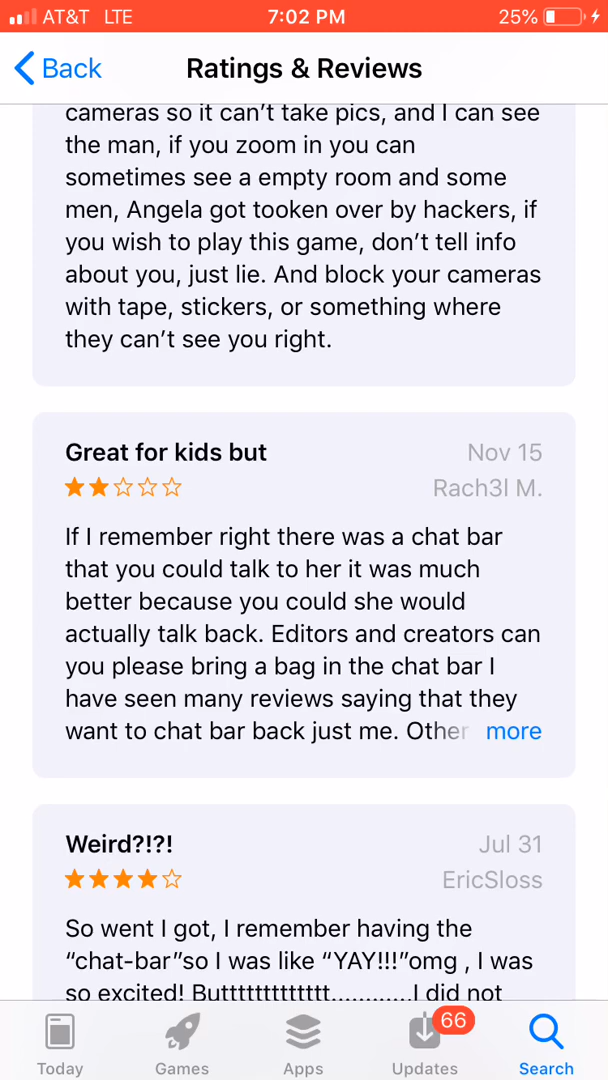 AT&T LTE 7:02 PM 25%
Back Ratings & Reviews
cameras so it can't take pics, and I can see
the man, if you zoom in you can
sometimes see a empty room and some
men, Angela got tooken over by hackers, if
you wish to play this game, don't tell info
about you, just lie. And block your cameras
with tape, stickers, or something where
they can't see you right.
Great for kids but Nov 15
Rach3l M.
If I remember right there was a chat bar
that you could talk to her it was much
better because you could she would
actually talk back. Editors and creators can
you please bring a bag in the chat bar I
have seen many reviews saying that they
want to chat bar back just me. Other more
Weird?!?! Jul 31
EricSloss
So went I got, I remember having the
“chat-bar”so I was like “YAY!!!”omg , I was
so excited! Butttttttttttttt............I did not
66
Today Games Apps Updates Search